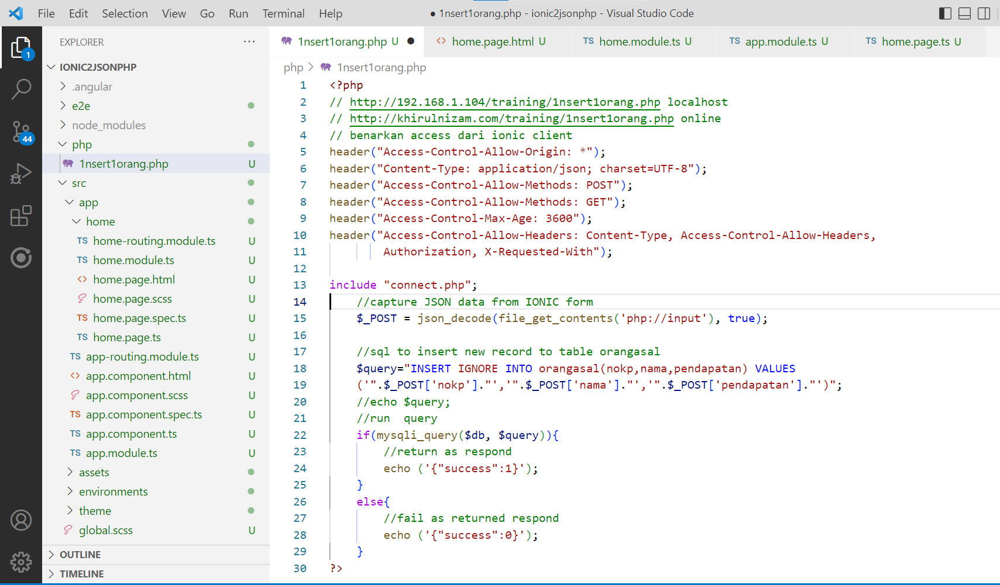 File Edit Selection View Go Run Terminal Help
● 1nsert1orang.php - ionic2jsonphp - Visual Studio Code
1
44
EXPLORER ···
IONIC2JSONPHP
.angular
e2e
node_modules
php
1nsert1orang.php U
src
app
home
TS home-routing.module.ts U
TS home.module.ts U
<> home.page.html U
home.page.scss U
TS home.page.spec.ts U
TS home.page.ts U
TS app-routing.module.ts U
<> app.component.html U
app.component.scss U
TS app.component.spec.ts U
TS app.component.ts U
TS app.module.ts U
assets
environments
theme
global.scss U
OUTLINE
TIMELINE
1nsert1orang.php U ● <> home.page.html U TS home.module.ts U TS app.module.ts U TS home.page.ts U
php > 1nsert1orang.php
1 <?php
2 // http://192.168.1.104/training/1nsert1orang.php localhost
3 // http://khirulnizam.com/training/1nsert1orang.php online
4 // benarkan access dari ionic client
5 header("Access-Control-Allow-Origin: *");
6 header("Content-Type: application/json; charset=UTF-8");
7 header("Access-Control-Allow-Methods: POST");
8 header("Access-Control-Allow-Methods: GET");
9 header("Access-Control-Max-Age: 3600");
10 header("Access-Control-Allow-Headers: Content-Type, Access-Control-Allow-Headers,
11 Authorization, X-Requested-With");
12
13 include "connect.php";
14 //capture JSON data from IONIC form
15 $_POST = json_decode(file_get_contents('php://input'), true);
16
17 //sql to insert new record to table orangasal
18 $query="INSERT IGNORE INTO orangasal(nokp,nama,pendapatan) VALUES
19 ('".$_POST['nokp']."','".$_POST['nama']."','".$_POST['pendapatan']."')";
20 //echo $query;
21 //run  query
22 if(mysqli_query($db, $query)){
23 //return as respond
24 echo ('{"success":1}');
25 }
26 else{
27 //fail as returned respond
28 echo ('{"success":0}');
29 }
30 ?>